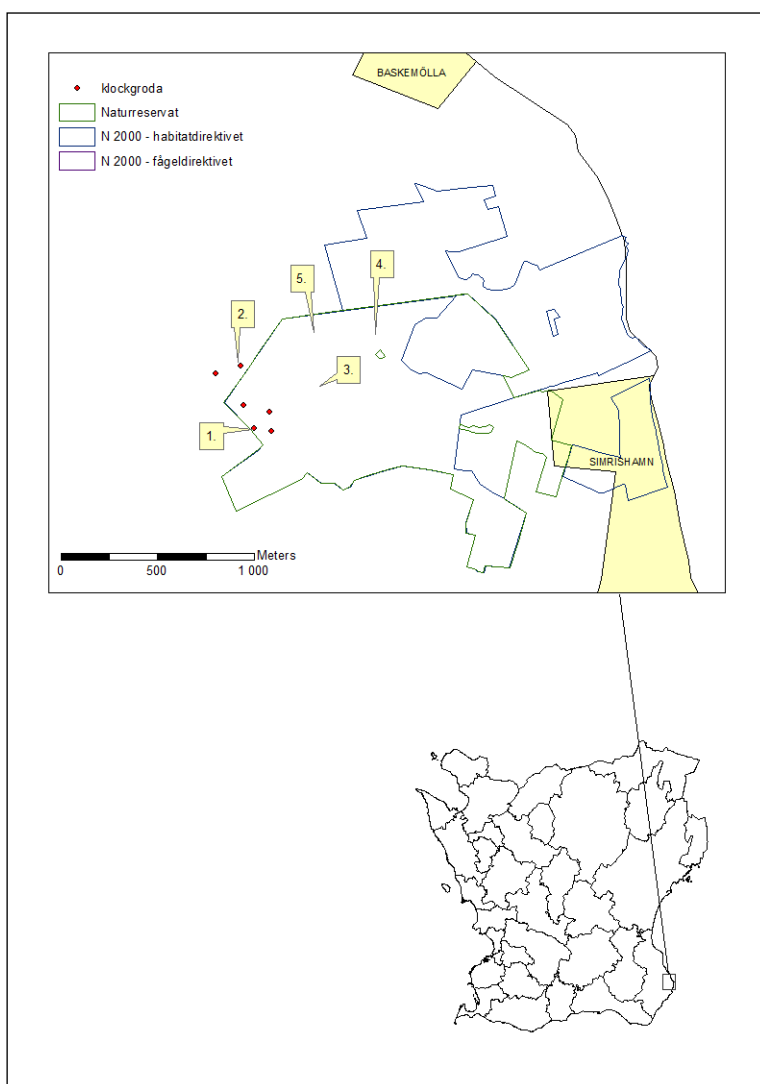 BASKEMÖLLA
klockgroda
Naturreservat
N 2000 - habitatdirektivet
N 2000 - fågeldirektivet
4.
5.
2.
3.
1.
SIMRISHAMN
Meters
0 500 1 000